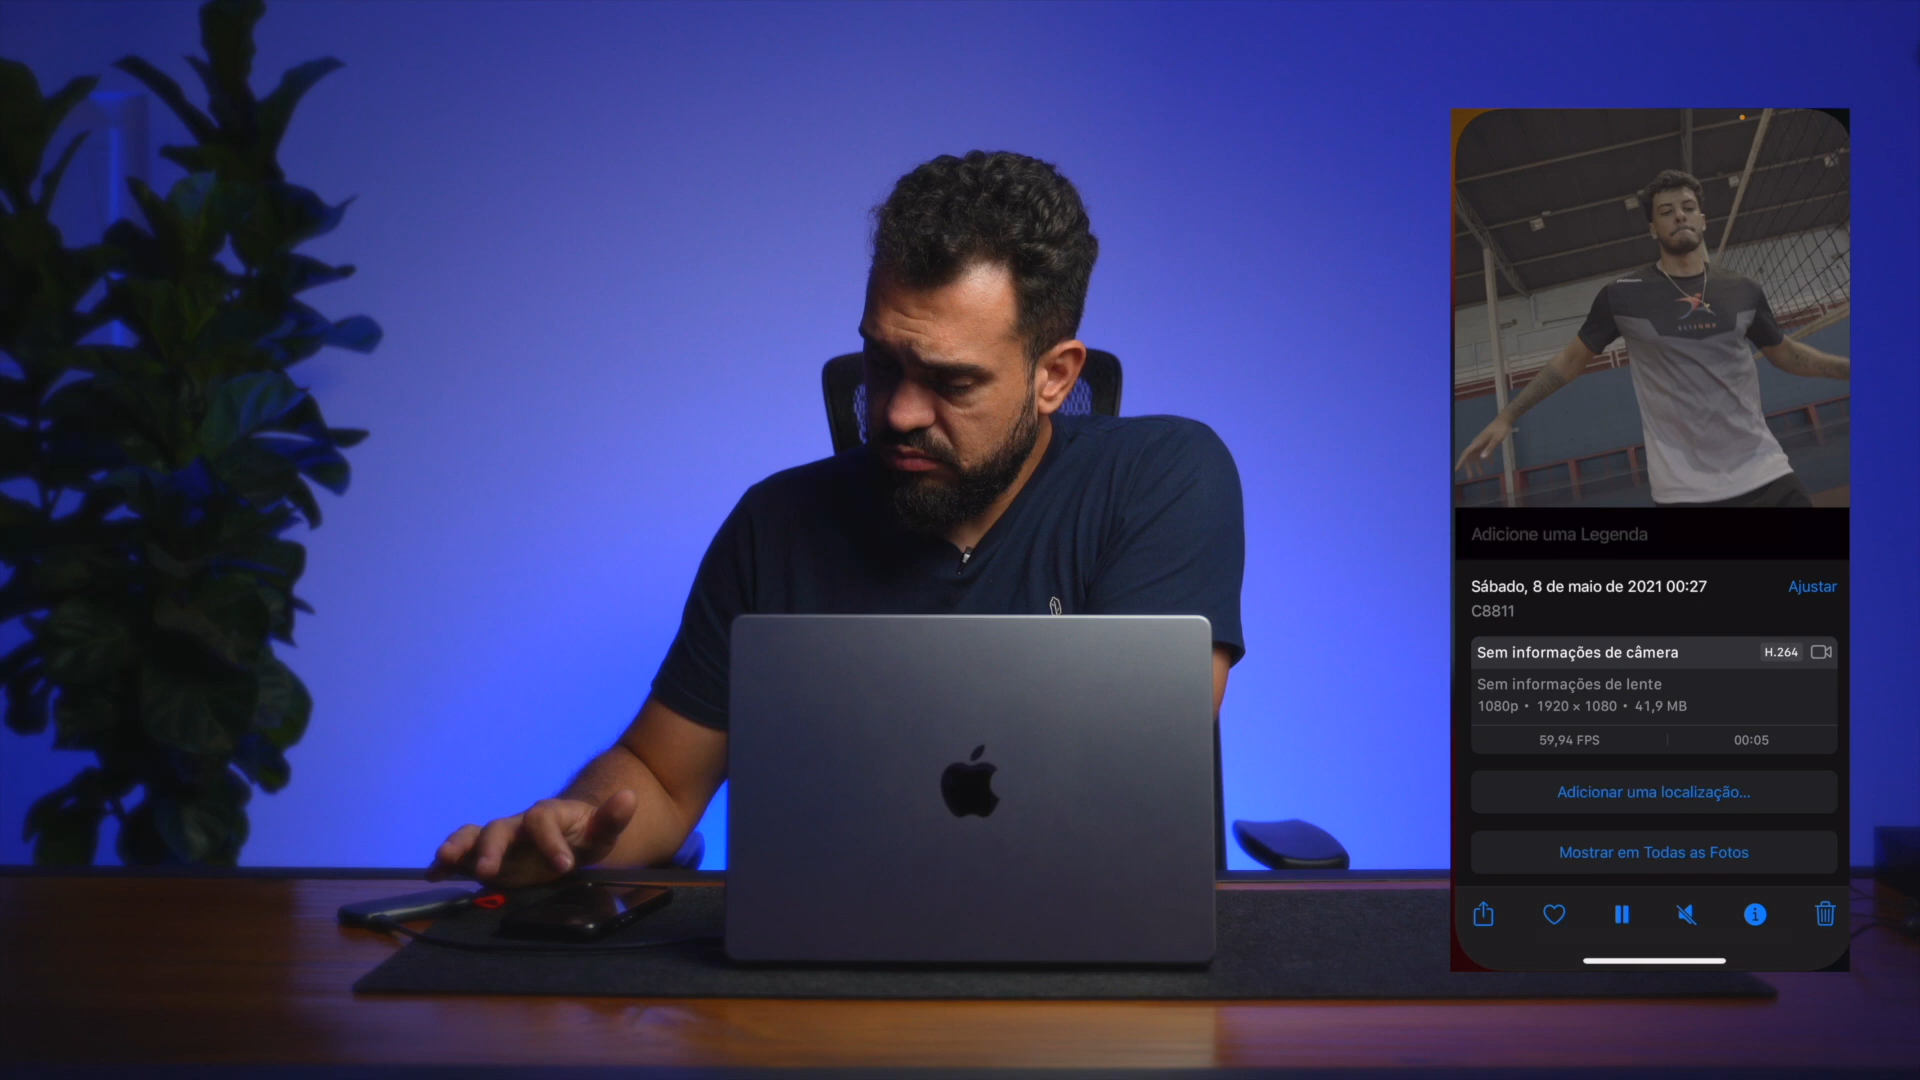 Adicione uma Legenda
Sábado, 8 de maio de 2021 00:27
Ajustar
C8811
Sem informações de câmera
H.264
Sem informações de lente
1080p • 1920 × 1080 • 41,9 MB
59,94 FPS
00:05
Adicionar uma localização...
Mostrar em Todas as Fotos